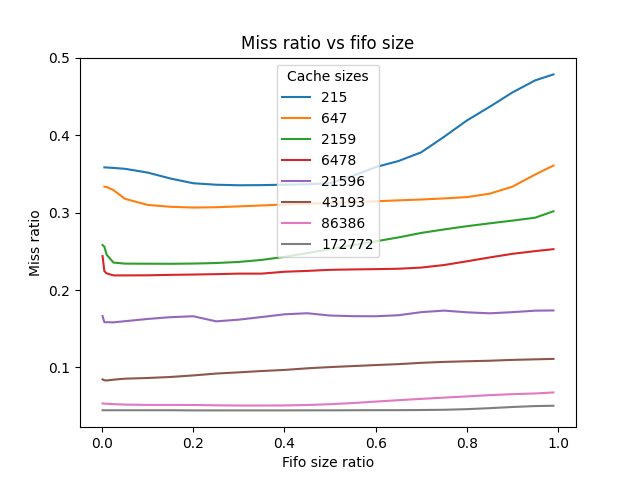 Miss ratio vs fifo size
Cache sizes
215
647
2159
6478
21596
43193
86386
172772
0.5
0.4
0.3
0.2
0.1
Miss ratio
0.0 0.2 0.4 0.6 0.8 1.0
Fifo size ratio